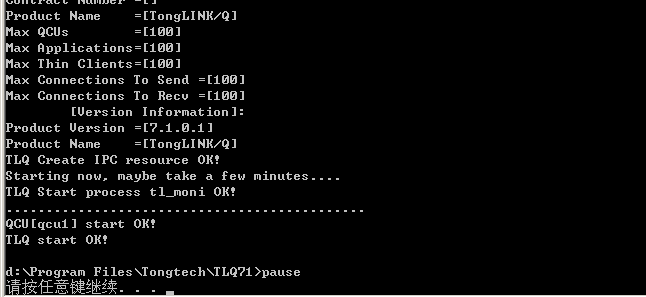 Contract Number =[]
Product Name    =[TongLINK/Q]
Max QCUs        =[100]
Max Applications=[100]
Max Thin Clients=[100]
Max Connections To Send =[100]
Max Connections To Recv =[100]
        [Version Information]:
Product Version =[7.1.0.1]
Product Name    =[TongLINK/Q]
TLQ Create IPC resource OK!
Starting now, maybe take a few minutes....
TLQ Start process tl_moni OK!
.............................................
QCU[qcu1] start OK!
TLQ start OK!
d:\Program Files\Tongtech\TLQ71>pause
请按任意键继续. . .